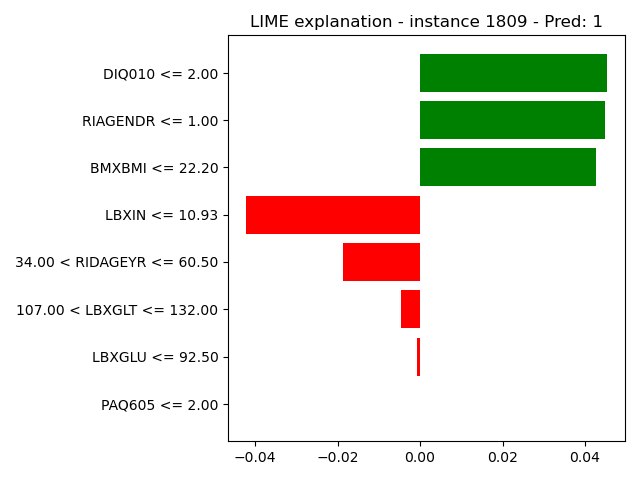 LIME explanation - instance 1809 - Pred: 1
DIQ010 <= 2.00
RIAGENDR <= 1.00
BMXBMI <= 22.20
LBXIN <= 10.93
34.00 < RIDAGEYR <= 60.50
107.00 < LBXGLT <= 132.00
LBXGLU <= 92.50
PAQ605 <= 2.00
−0.04 −0.02 0.00 0.02 0.04